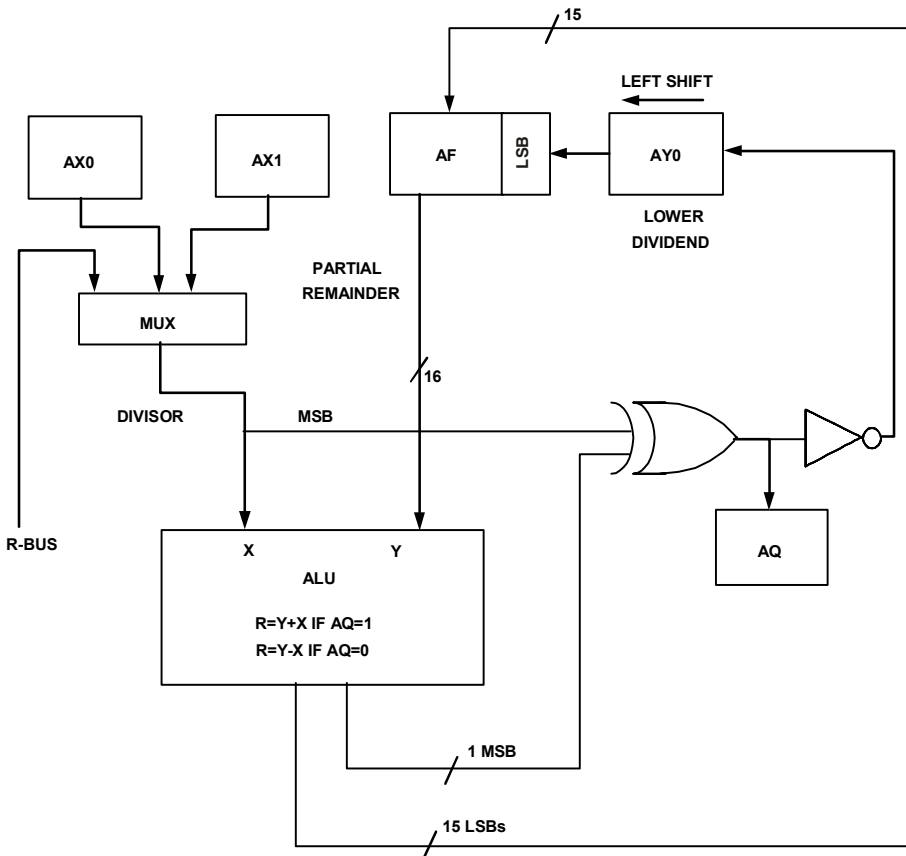 15
LEFT SHIFT
AX0
AX1
AF
LSB
AY0
LOWER
DIVIDEND
PARTIAL
REMAINDER
MUX
16
DIVISOR
MSB
R-BUS
X
Y
ALU
AQ
R=Y+X IF AQ=1
R=Y-X IF AQ=0
1 MSB
15 LSBs